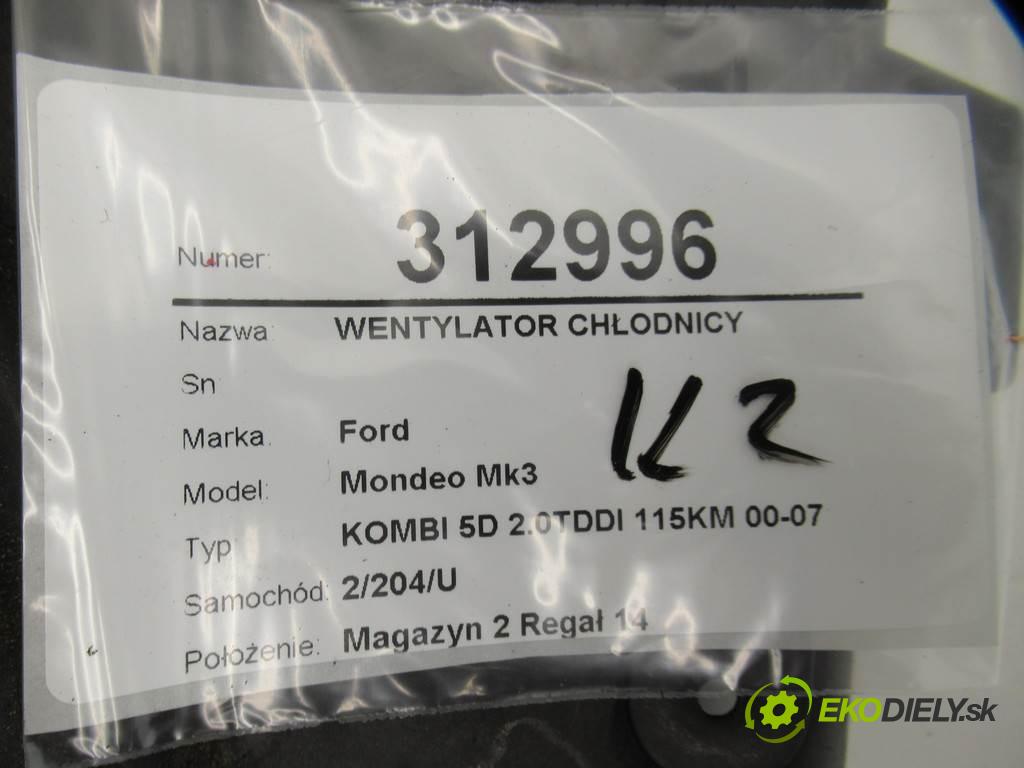 Numer: 312996
Nazwa: WENTYLATOR CHŁODNICY
Sn
Marka: Ford
Model: Mondeo Mk3
Typ KOMBI 5D 2.0TDDI 115KM 00-07
Samochód: 2/204/U
Położenie: Magazyn 2 Regał 14
EKODIELY.sk